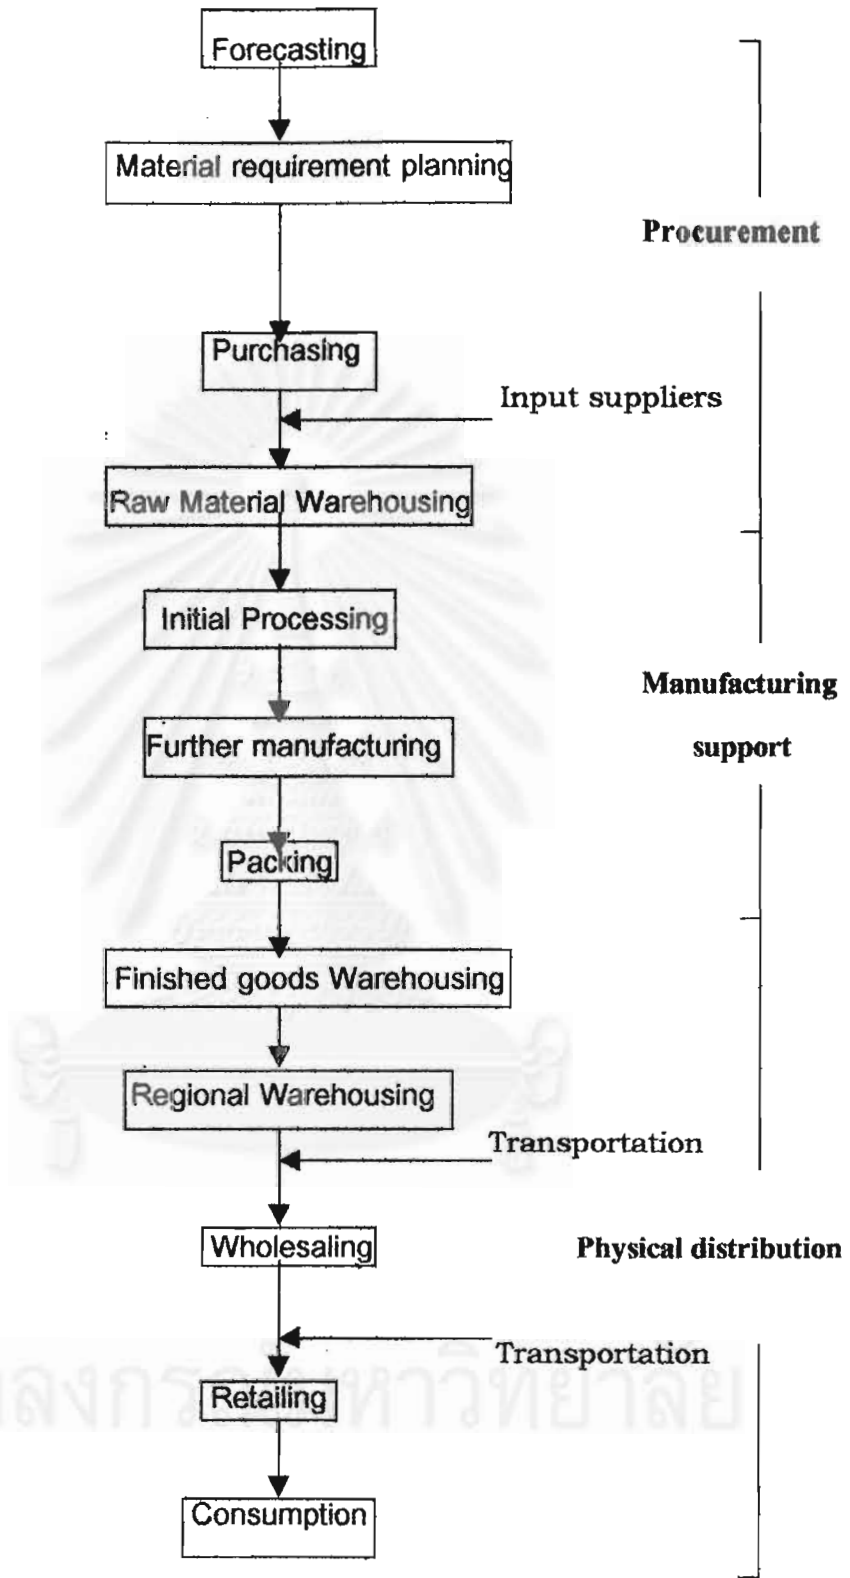 Forecasting
Material requirement planning
Procurement
Purchasing
Input suppliers
Raw Material Warehousing
Initial Processing
Manufacturing
support
Further manufacturing
Packing
Finished goods Warehousing
Regional Warehousing
Transportation
Wholesaling
Physical distribution
Transportation
Retailing
Consumption